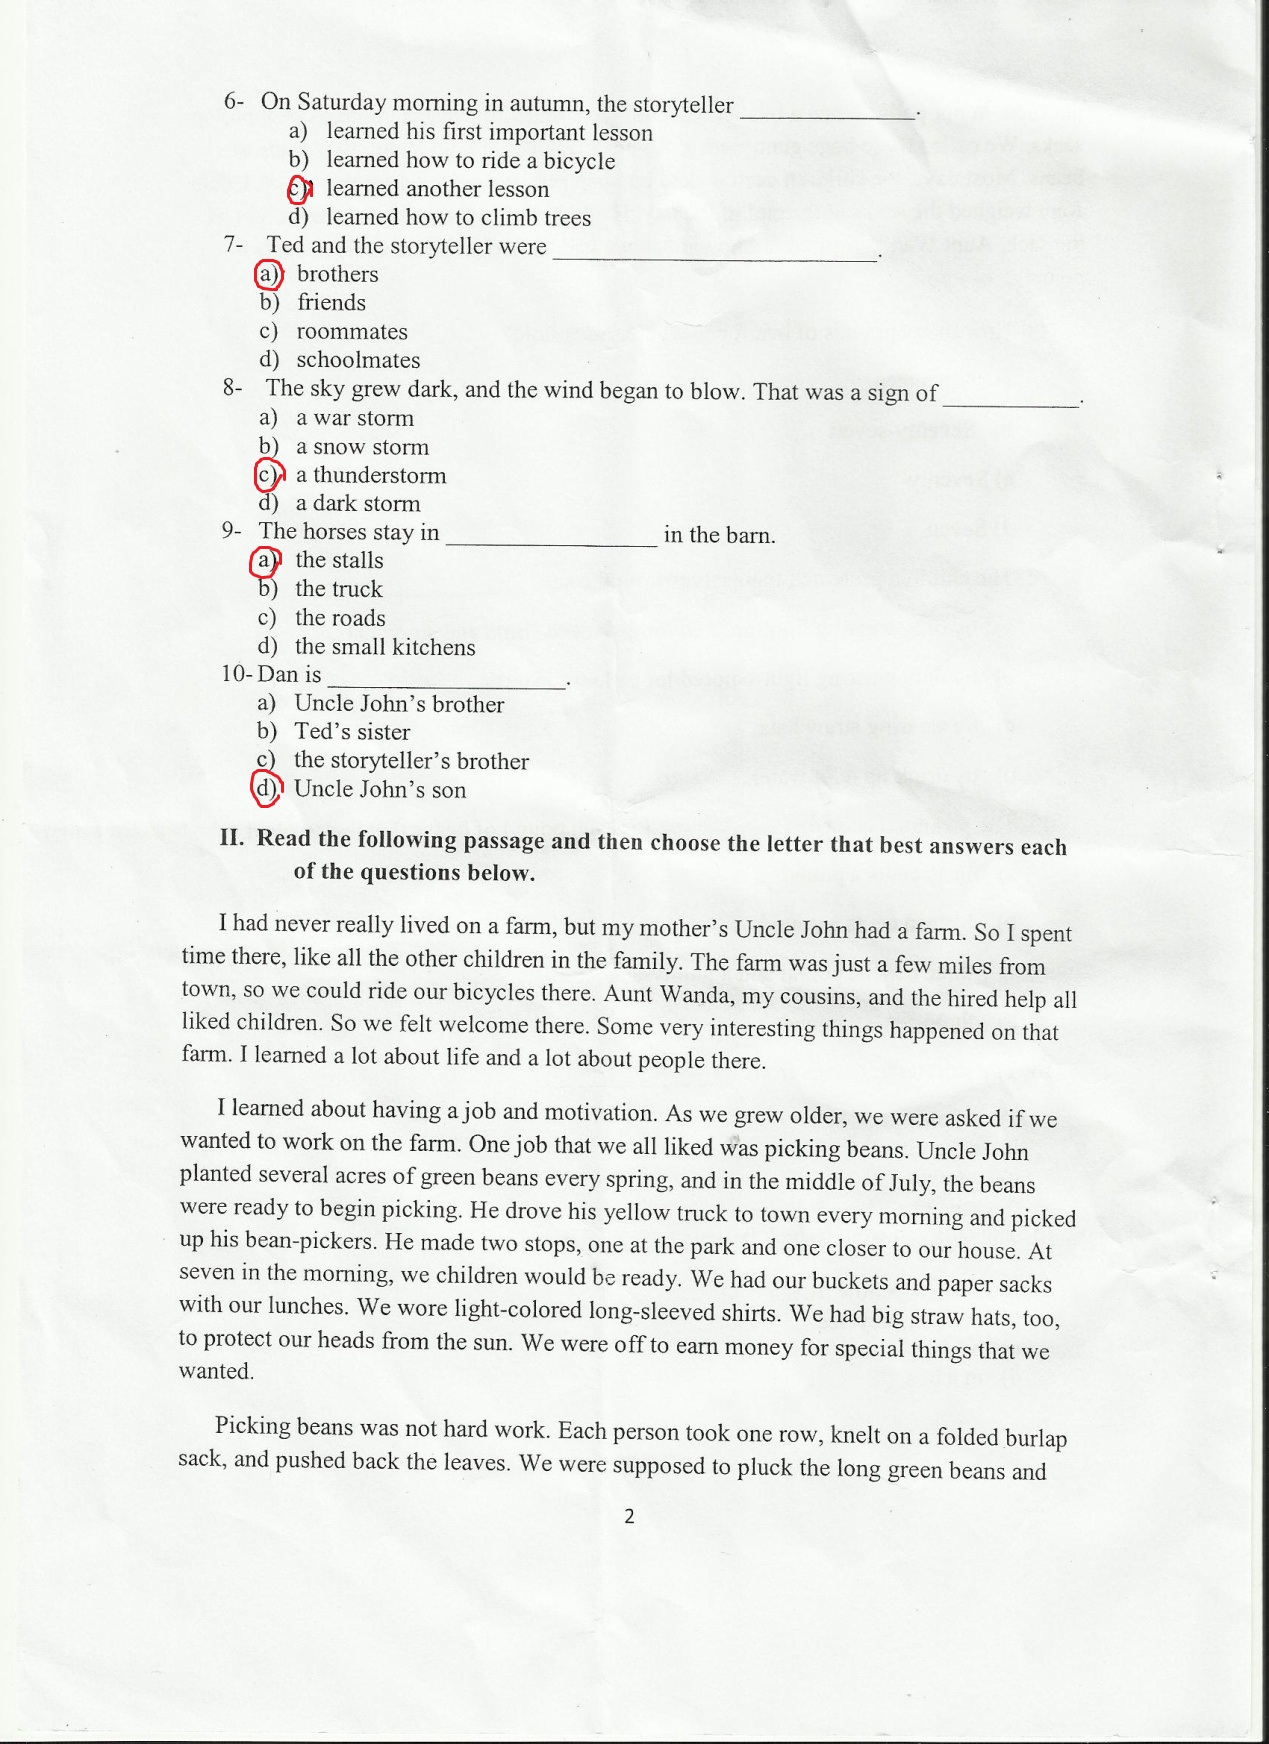 6- On Saturday morning in autumn, the storyteller ______________.
a) learned his first important lesson
b) learned how to ride a bicycle
c) learned another lesson
d) learned how to climb trees
7- Ted and the storyteller were __________________________.
a) brothers
b) friends
c) roommates
d) schoolmates
8- The sky grew dark, and the wind began to blow. That was a sign of ___________.
a) a war storm
b) a snow storm
c) a thunderstorm
d) a dark storm
9- The horses stay in _________________ in the barn.
a) the stalls
b) the truck
c) the roads
d) the small kitchens
10- Dan is ___________________.
a) Uncle John's brother
b) Ted's sister
c) the storyteller's brother
d) Uncle John's son
II. Read the following passage and then choose the letter that best answers each
of the questions below.
I had never really lived on a farm, but my mother's Uncle John had a farm. So I spent
time there, like all the other children in the family. The farm was just a few miles from
town, so we could ride our bicycles there. Aunt Wanda, my cousins, and the hired help all
liked children. So we felt welcome there. Some very interesting things happened on that
farm. I learned a lot about life and a lot about people there.
I learned about having a job and motivation. As we grew older, we were asked if we
wanted to work on the farm. One job that we all liked was picking beans. Uncle John
planted several acres of green beans every spring, and in the middle of July, the beans
were ready to begin picking. He drove his yellow truck to town every morning and picked
up his bean-pickers. He made two stops, one at the park and one closer to our house. At
seven in the morning, we children would be ready. We had our buckets and paper sacks
with our lunches. We wore light-colored long-sleeved shirts. We had big straw hats, too,
to protect our heads from the sun. We were off to earn money for special things that we
wanted.
Picking beans was not hard work. Each person took one row, knelt on a folded burlap
sack, and pushed back the leaves. We were supposed to pluck the long green beans and
2